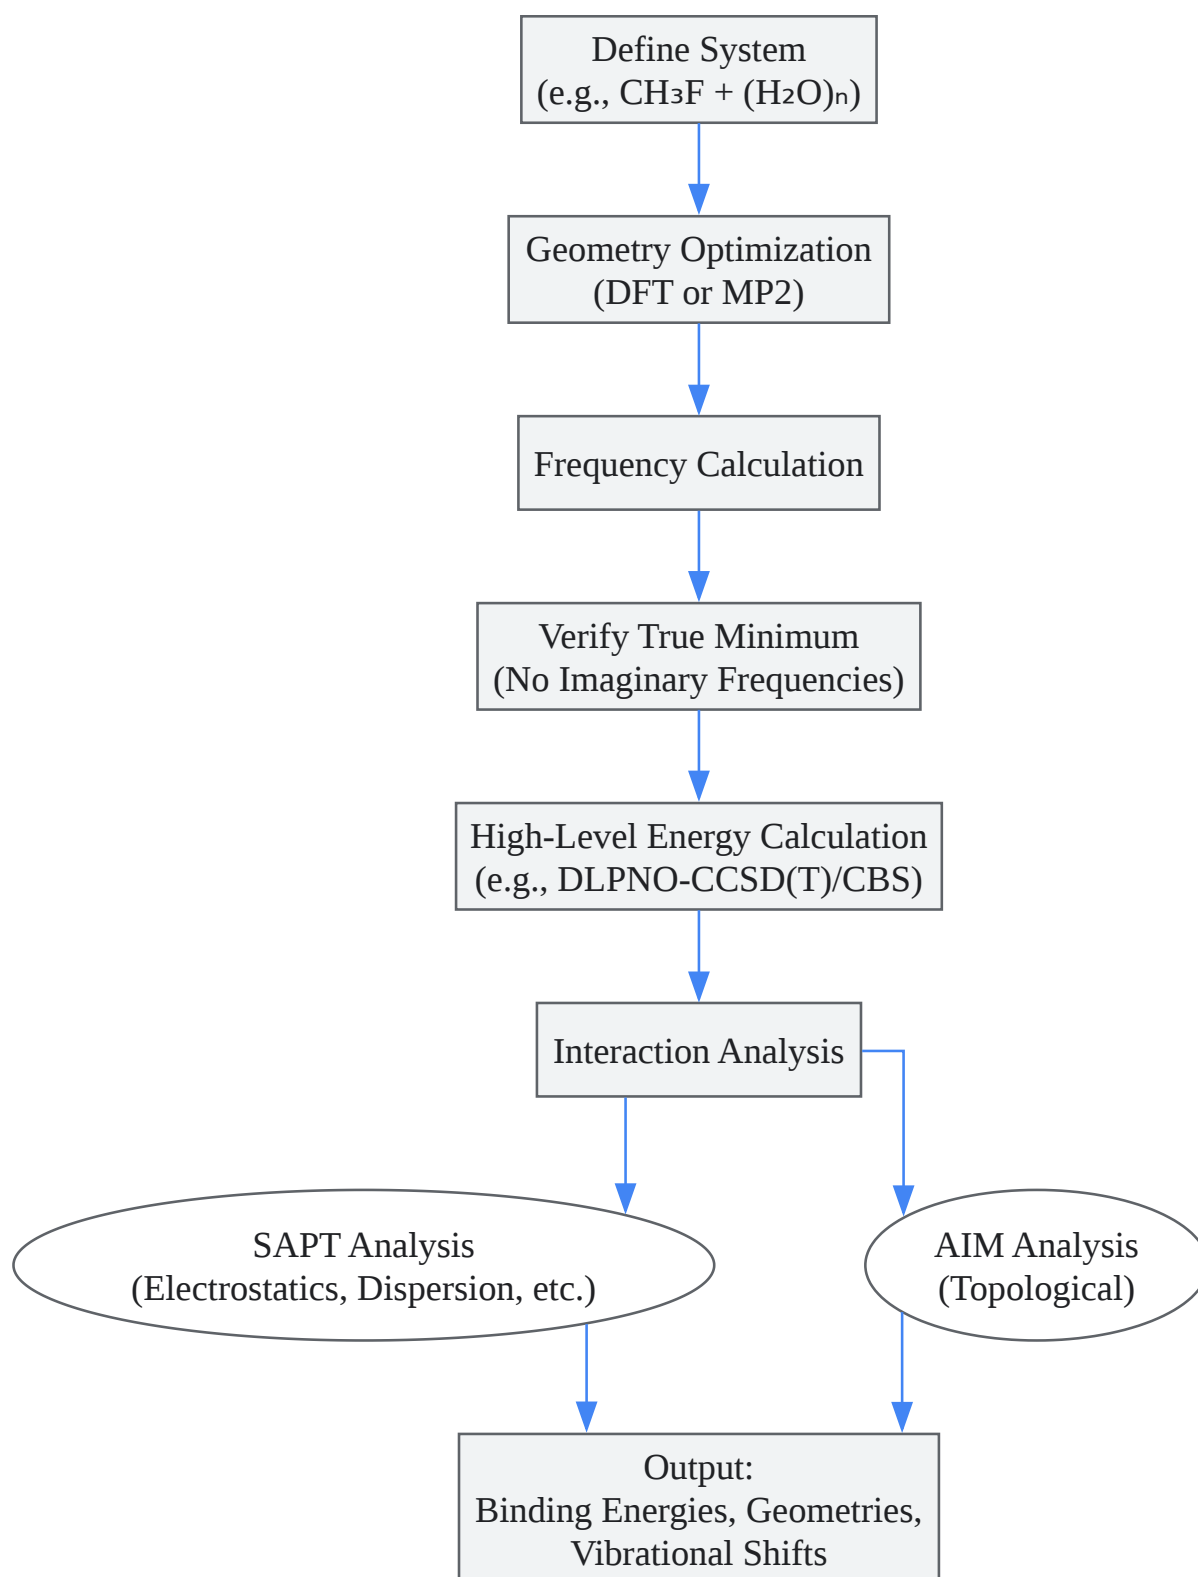 Define System
(e.g., CH₃F + (H₂O)ₙ)
Geometry Optimization
(DFT or MP2)
Frequency Calculation
Verify True Minimum
(No Imaginary Frequencies)
High-Level Energy Calculation
(e.g., DLPNO-CCSD(T)/CBS)
Interaction Analysis
SAPT Analysis
(Electrostatics, Dispersion, etc.)
AIM Analysis
(Topological)
Output:
Binding Energies, Geometries,
Vibrational Shifts